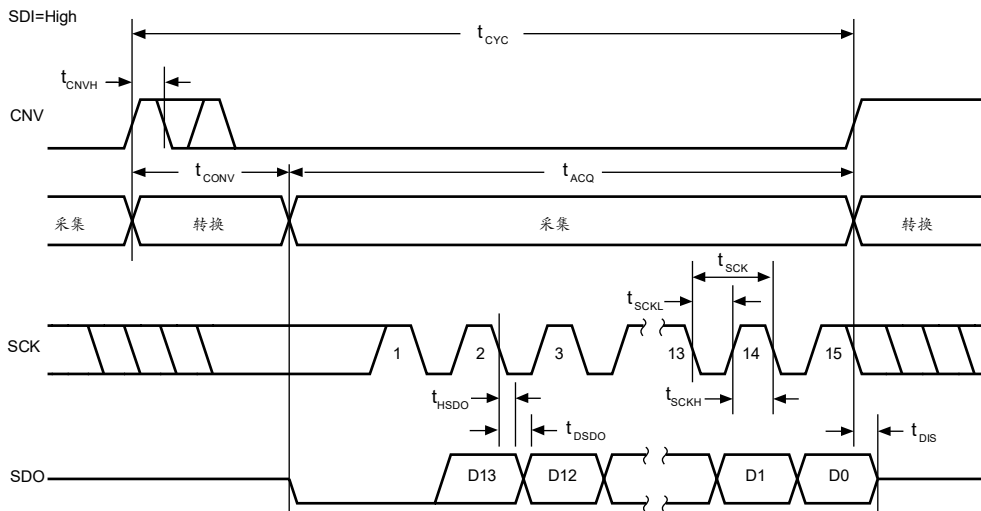 SDI=High
tCYC
tCNVH
CNV
tCONV
tACQ
采集
转换
采集
转换
tSCK
tSCKL
SCK
1
2
3
13
14
15
tHSDO
tDSDO
tSCKH
tDIS
SDO
D13
D12
D1
D0